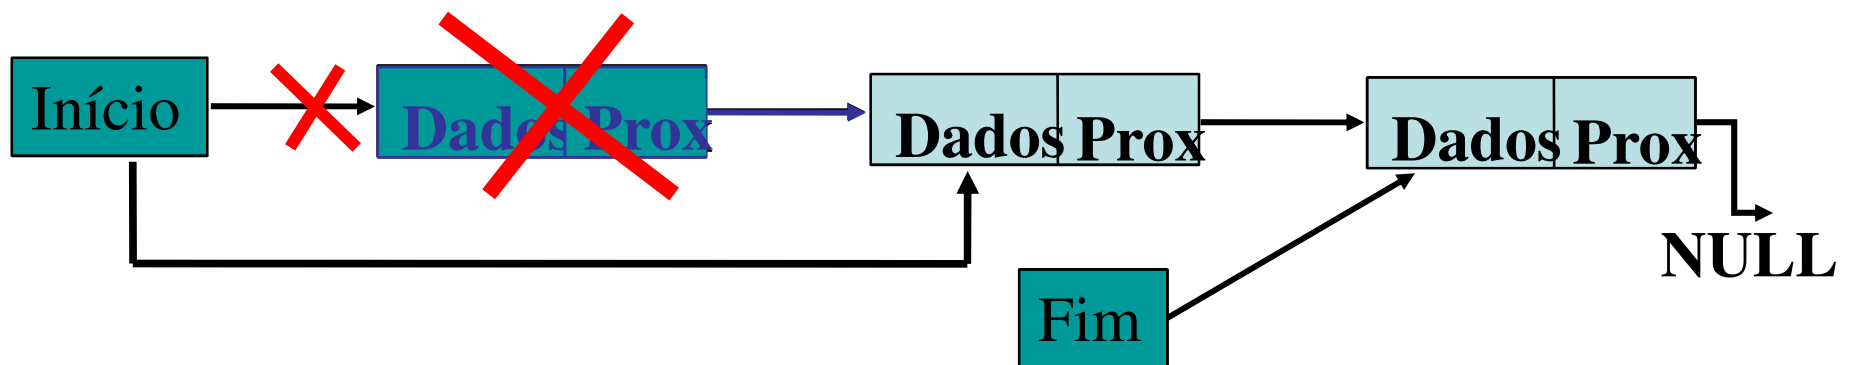 Início
Dados Prox
Dados Prox
Dados Prox
NULL
Fim